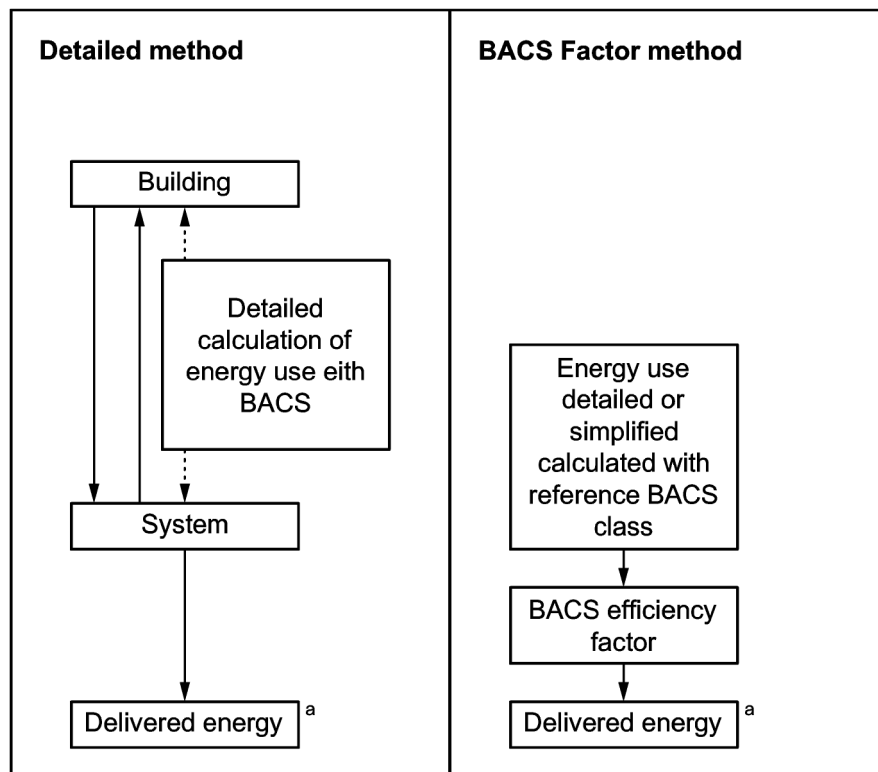 Detailed method
Building
Detailed
calculation of
energy use eith
BACS
System
Delivered energy a
BACS Factor method
Energy use
detailed or
simplified
calculated with
reference BACS
class
BACS efficiency
factor
Delivered energy a